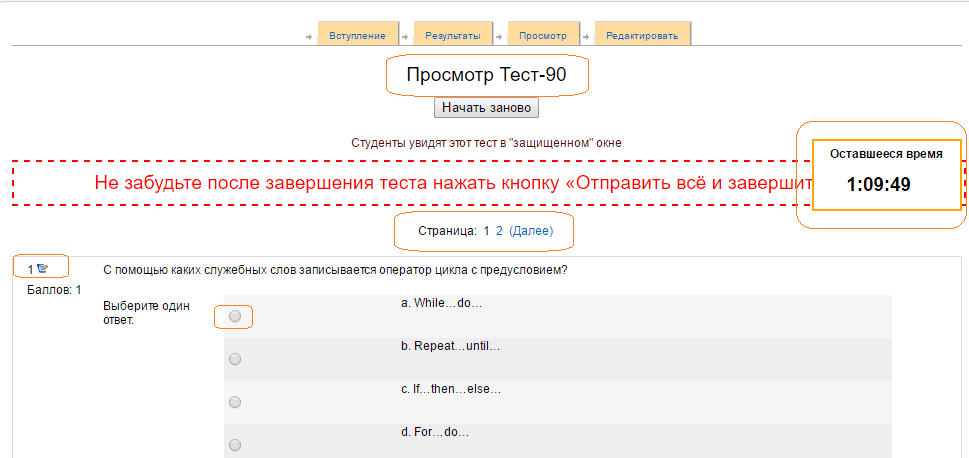 Вступление Результаты Просмотр Редактировать
Просмотр Тест-90
Начать заново
Студенты увидят этот тест в "защищенном" окне
Оставшееся время
1:09:49
Не забудьте после завершения теста нажать кнопку «Отправить всё и завершит
Страница: 1 2 (Далее)
1
Баллов: 1
С помощью каких служебных слов записывается оператор цикла с предусловием?
Выберите один
ответ.
a. While…do…
b. Repeat…until…
c. If…then…else…
d. For…do…